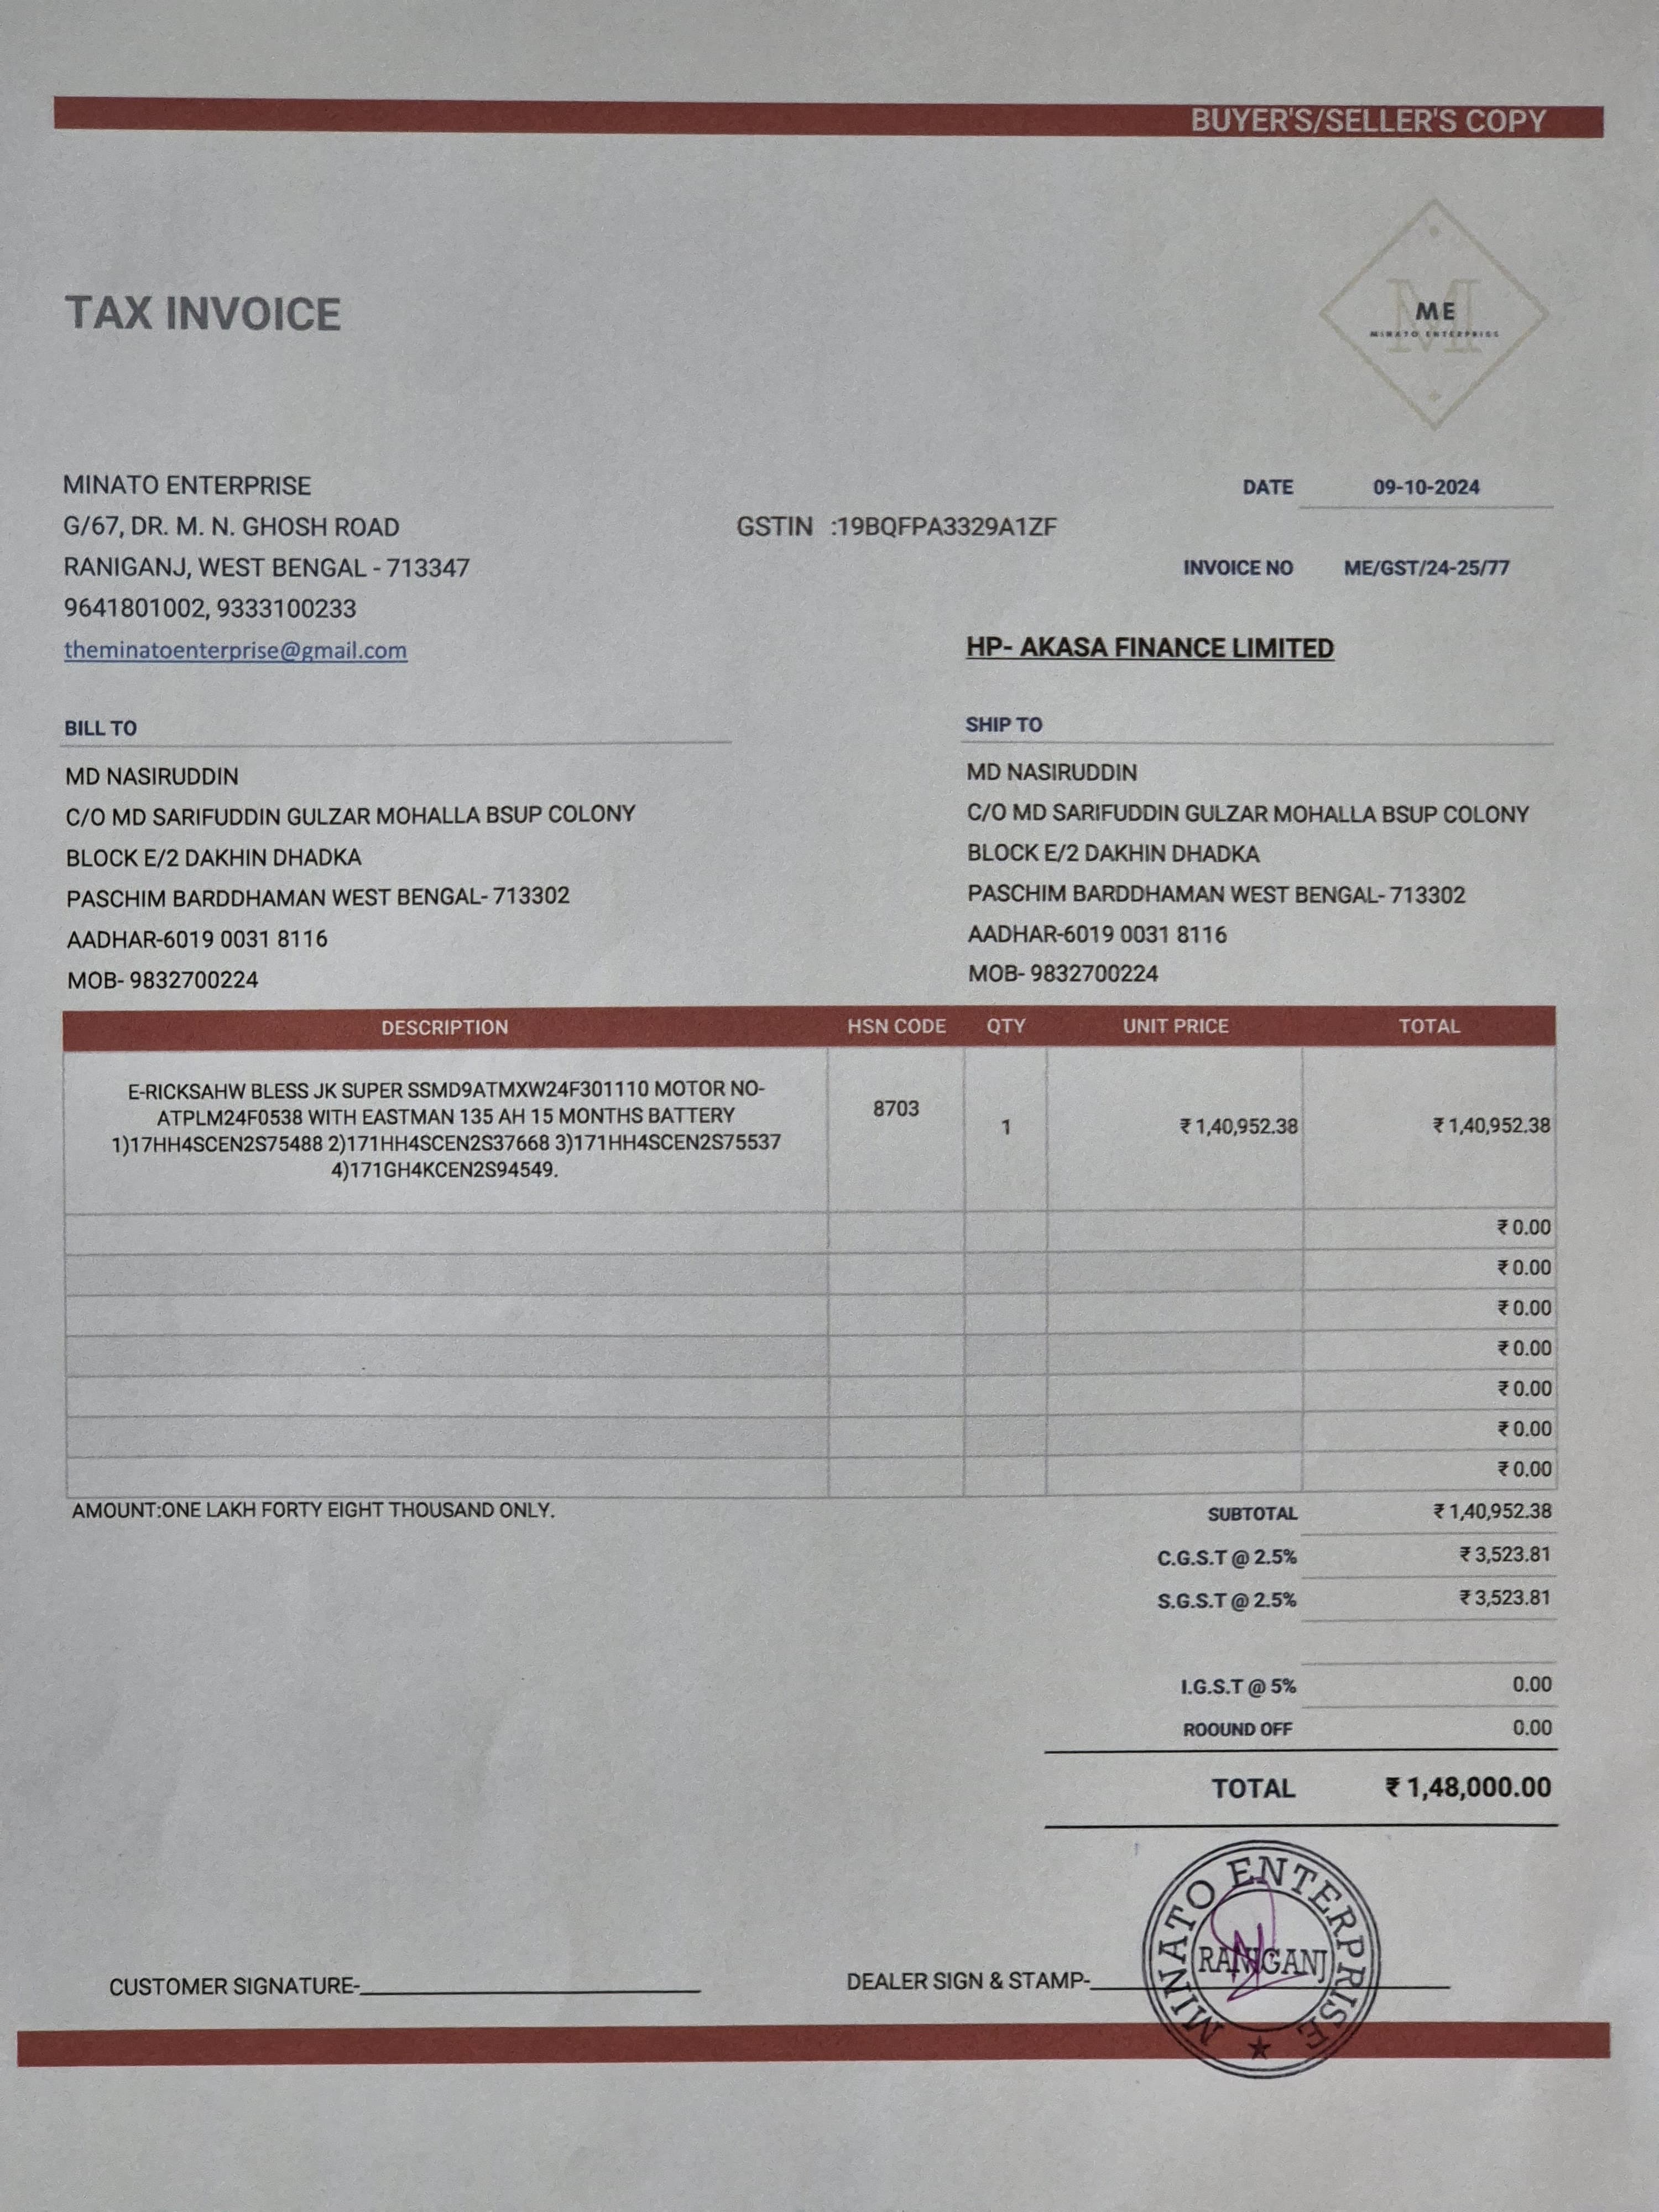 BUYER'S/SELLER'S COPY
TAX INVOICE
ME
MINATO ENTERPRISE
MINATO ENTERPRISE
G/67, DR. M. N. GHOSH ROAD
RANIGANJ, WEST BENGAL - 713347
9641801002, 9333100233
theminatoenterprise@gmail.com
GSTIN :19BQFPA3329A1ZF
DATE 09-10-2024
INVOICE NO ME/GST/24-25/77
HP- AKASA FINANCE LIMITED
BILL TO
MD NASIRUDDIN
C/O MD SARIFUDDIN GULZAR MOHALLA BSUP COLONY
BLOCK E/2 DAKHIN DHADKA
PASCHIM BARDDHAMAN WEST BENGAL- 713302
AADHAR-6019 0031 8116
MOB- 9832700224
SHIP TO
MD NASIRUDDIN
C/O MD SARIFUDDIN GULZAR MOHALLA BSUP COLONY
BLOCK E/2 DAKHIN DHADKA
PASCHIM BARDDHAMAN WEST BENGAL- 713302
AADHAR-6019 0031 8116
MOB- 9832700224
DESCRIPTION HSN CODE QTY UNIT PRICE TOTAL
E-RICKSAHW BLESS JK SUPER SSMD9ATMXW24F301110 MOTOR NO-
ATPLM24F0538 WITH EASTMAN 135 AH 15 MONTHS BATTERY
1)17HH4SCEN2S75488 2)171HH4SCEN2S37668 3)171HH4SCEN2S75537
4)171GH4KCEN2S94549.
8703 1 ₹ 1,40,952.38 ₹ 1,40,952.38
₹ 0.00
₹ 0.00
₹ 0.00
₹ 0.00
₹ 0.00
₹ 0.00
₹ 0.00
AMOUNT:ONE LAKH FORTY EIGHT THOUSAND ONLY.
SUBTOTAL ₹ 1,40,952.38
C.G.S.T @ 2.5% ₹ 3,523.81
S.G.S.T @ 2.5% ₹ 3,523.81
I.G.S.T @ 5% 0.00
ROOUND OFF 0.00
TOTAL ₹ 1,48,000.00
CUSTOMER SIGNATURE-
DEALER SIGN & STAMP-
MINATO ENTERPRISE
RANIGANJ